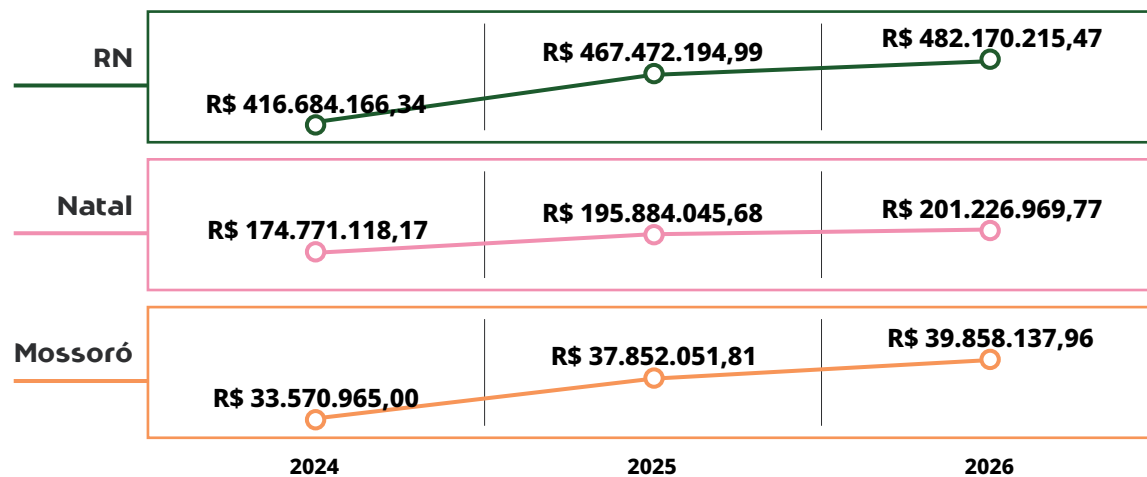 RN
R$ 416.684.166,34
R$ 467.472.194,99
R$ 482.170.215,47
Natal
R$ 174.771.118,17
R$ 195.884.045,68
R$ 201.226.969,77
Mossoró
R$ 33.570.965,00
R$ 37.852.051,81
R$ 39.858.137,96
2024
2025
2026